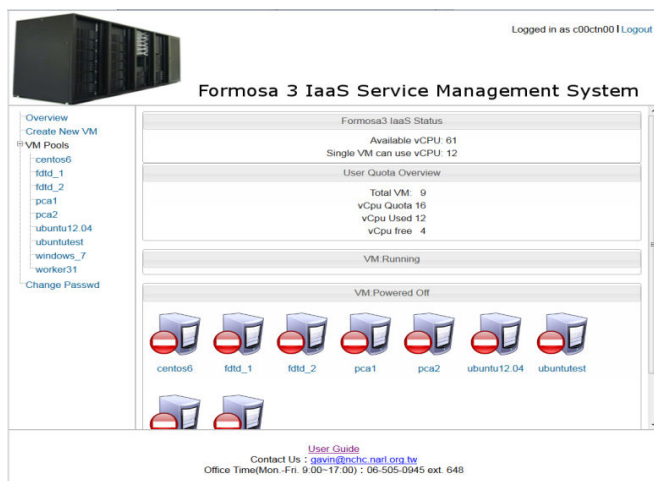 Logged in as c00ctn00 | Logout
Formosa 3 IaaS Service Management System
Overview
Create New VM
VM Pools
centos6
fdtd_1
fdtd_2
pca1
pca2
ubuntu12.04
ubuntutest
windows_7
worker31
Change Passwd
Formosa3 IaaS Status
Available vCPU: 61
Single VM can use vCPU: 12
User Quota Overview
Total VM: 9
vCpu Quota 16
vCpu Used 12
vCpu free 4
VM:Running
VM:Powered Off
centos6 fdtd_1 fdtd_2 pca1 pca2 ubuntu12.04 ubuntutest
User Guide
Contact Us : gavin@nchc.narl.org.tw
Office Time(Mon.-Fri. 9:00~17:00) : 06-505-0945 ext. 648